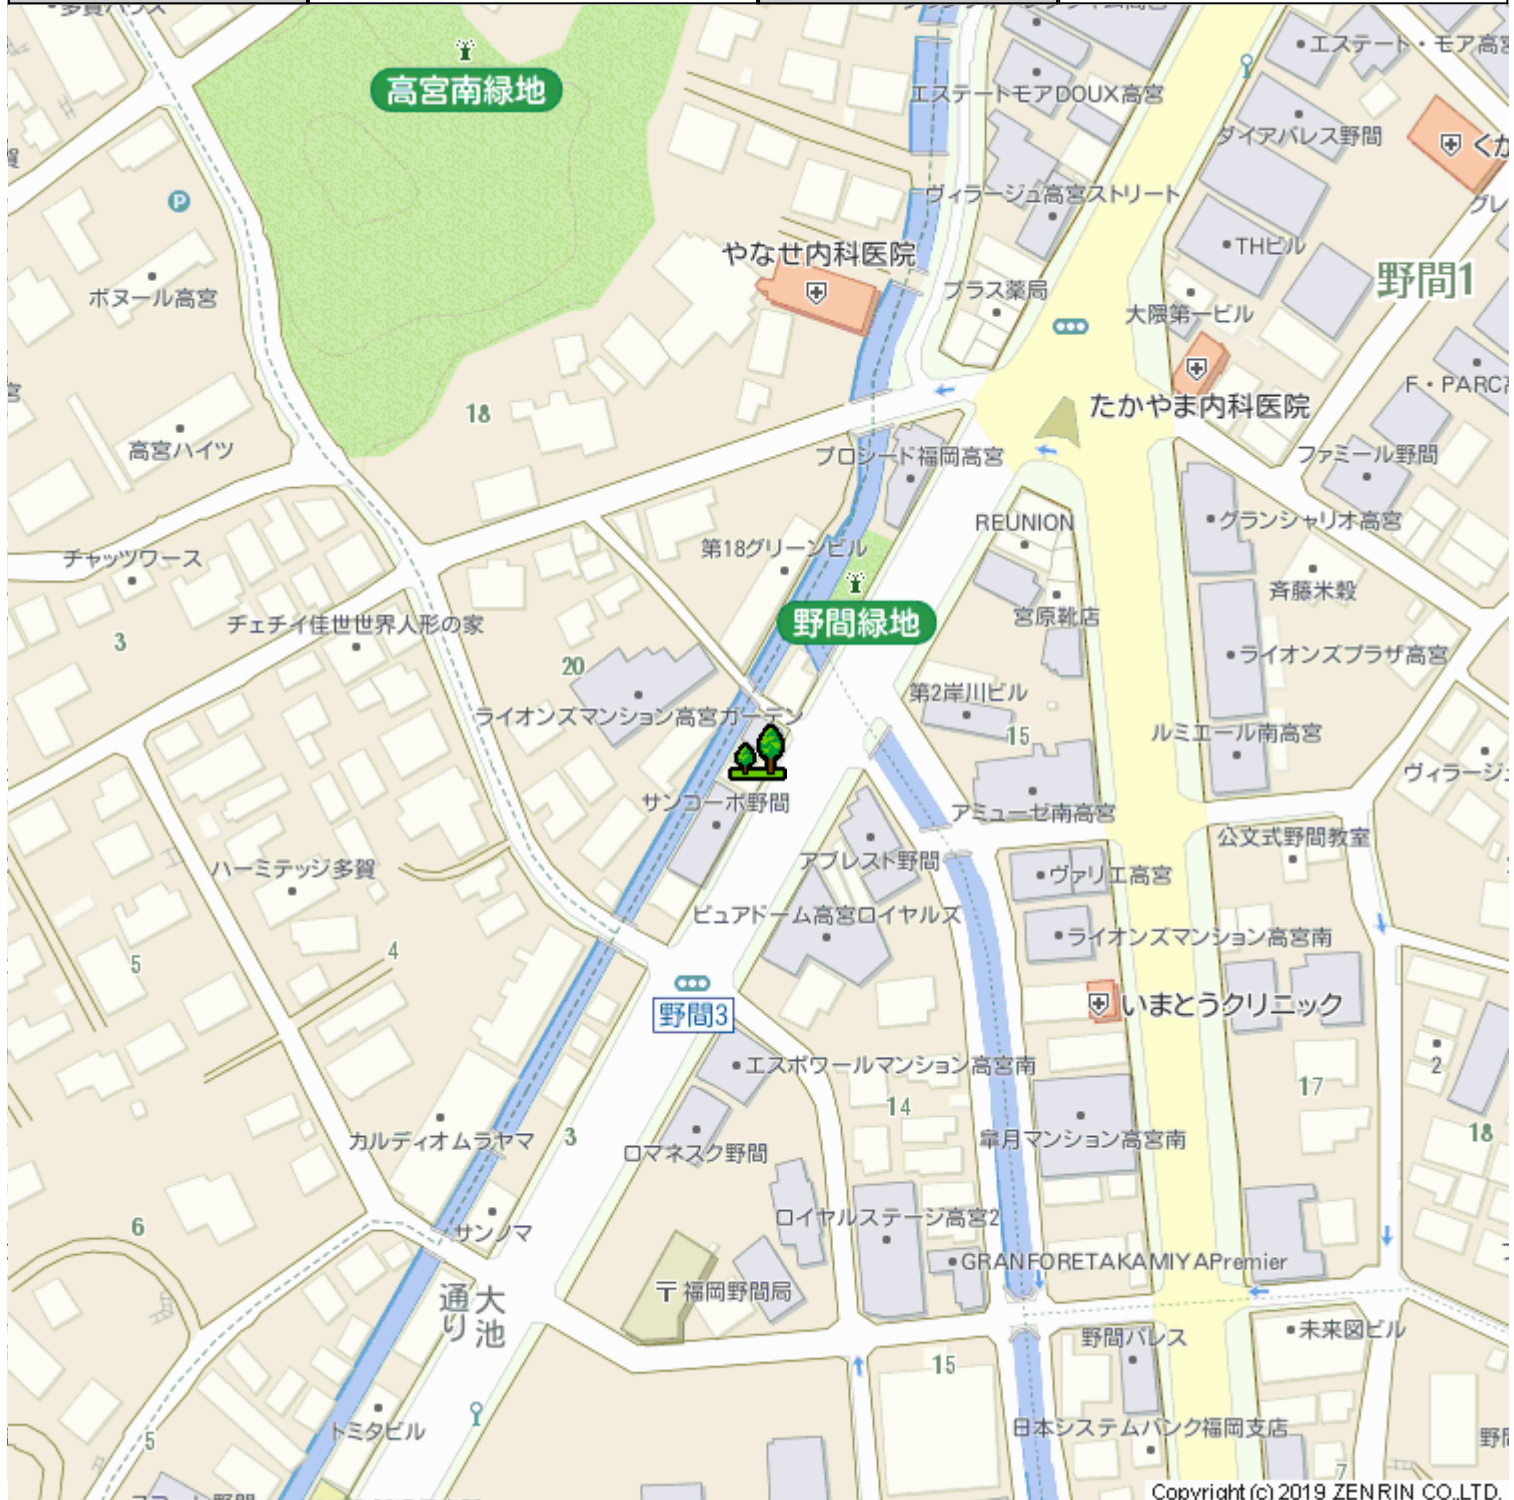 エステート・モア高宮
高宮南緑地
エステートモアDOUX高宮
ダイアパレス野間
P
ヴィラージュ高宮ストリート
やなせ内科医院
THビル
野間1
ボヌール高宮
プラス薬局
大隈第一ビル
F・PARC
18
たかやま内科医院
高宮ハイツ
プロシード福岡高宮
ファミール野間
REUNION
グランシャリオ高宮
第18グリーンビル
チャッツワース
斉藤米穀
宮原靴店
チェチイ佳世世界人形の家
野間緑地
3
ライオンズプラザ高宮
20
第2岸川ビル
ライオンズマンション高宮ガーデン
15
ルミエール南高宮
ヴィラージ
サンコーポ野間
アミューゼ南高宮
公文式野間教室
アプレスト野間
ハーミテッジ多賀
ヴァリエ高宮
ピュアドーム高宮ロイヤルズ
ライオンズマンション高宮南
4
5
野間3
いまとうクリニック
エスポワールマンション高宮南
2
17
14
カルディオムラヤマ
3
ロマネスク野間
皐月マンション高宮南
18
6
サンノマ
ロイヤルステージ高宮2
GRANFORETAKAMIYAPremier
大池通り
〒福岡野間局
野間パレス
未来図ビル
15
トミタビル
5
日本システムバンク福岡支店
7
Copyright(c) 2019 ZENRIN CO.,LTD.